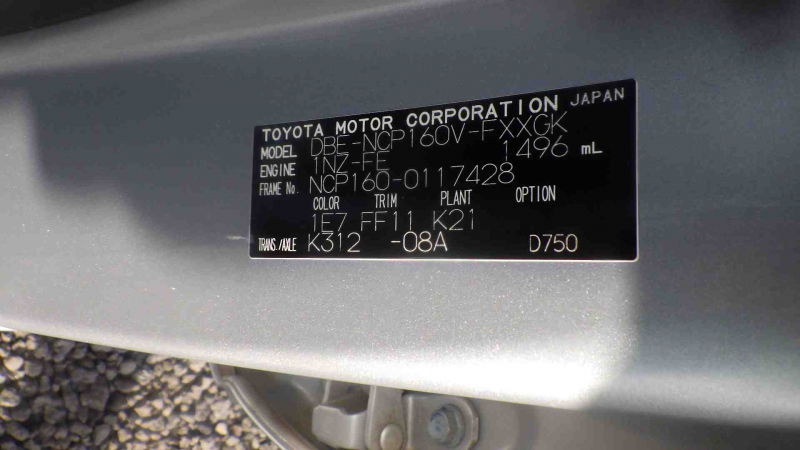 TOYOTA MOTOR CORPORATION JAPAN
MODEL DBE-NCP160V-FXXGK
ENGINE 1NZ-FE 1496 mL
FRAME No. NCP160-0117428
COLOR TRIM PLANT OPTION
1E7 FF11 K21
TRANS./AXLE K312 -08A D750